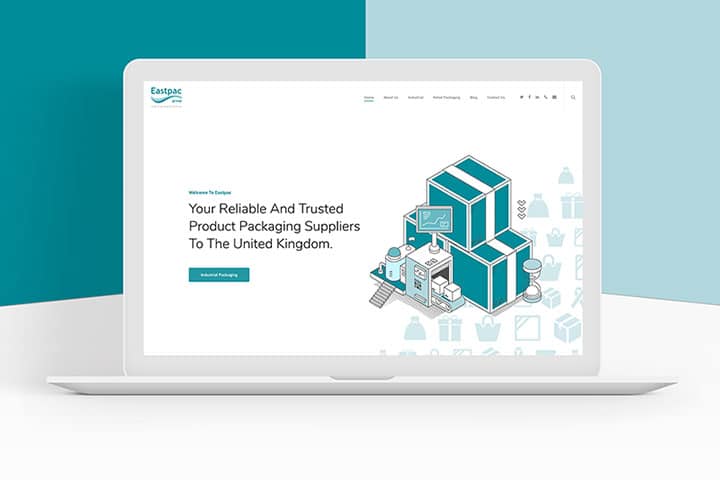 Eastpac
group
Home
About Us
Industrial
Retail Packaging
Blog
Contact Us
Welcome To Eastpac
Your Reliable And Trusted
Product Packaging Suppliers
To The United Kingdom.
Industrial Packaging